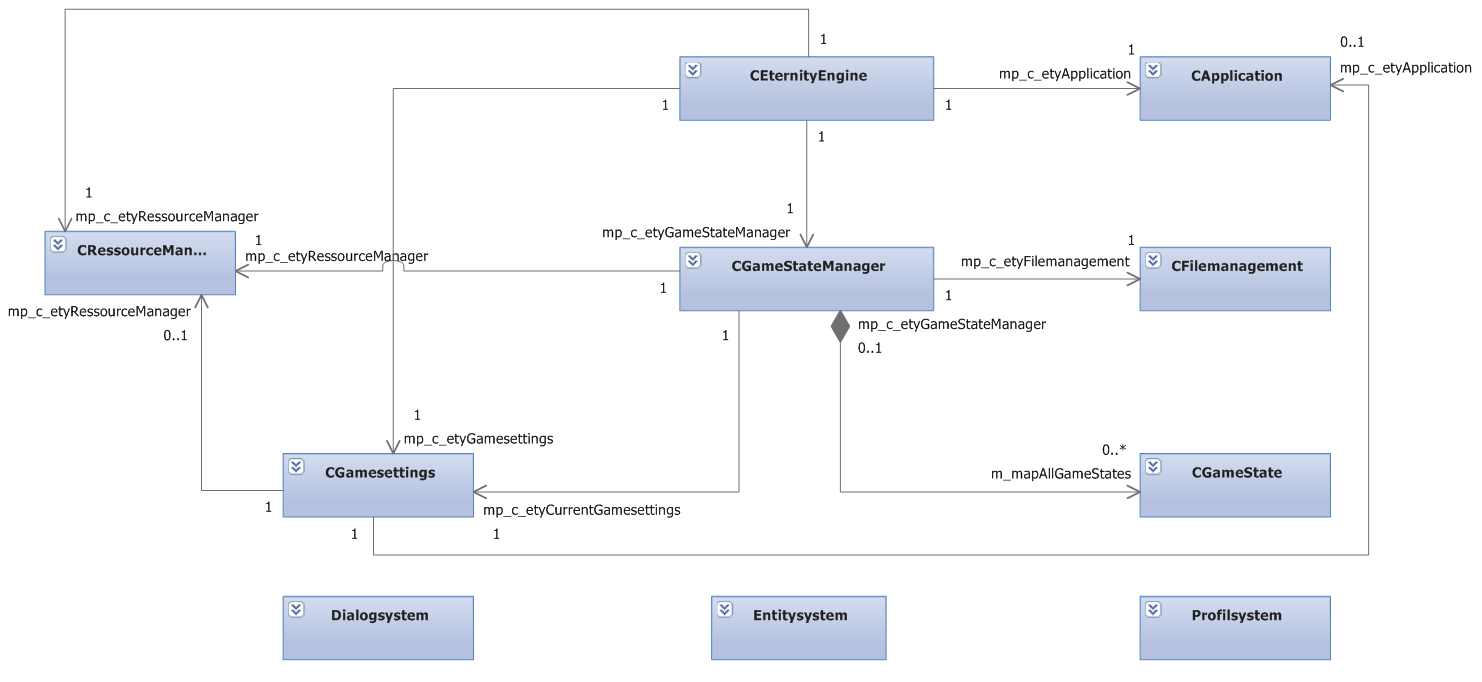 1
0..1
1
mp_c_etyApplication
CEternityEngine
mp_c_etyApplication
CApplication
1
1
1
1
1
mp_c_etyRessourceManager
mp_c_etyGameStateManager
1
CRessourceMan...
mp_c_etyRessourceManager
CGameStateManager
1
mp_c_etyFilemanagement
CFilemanagement
1
1
mp_c_etyRessourceManager
0..1
1
mp_c_etyGameStateManager
0..1
1
mp_c_etyGamesettings
0..*
m_mapAllGameStates
CGamesettings
CGameState
1
mp_c_etyCurrentGamesettings
1
1
Dialogsystem
Entitysystem
Profilsystem